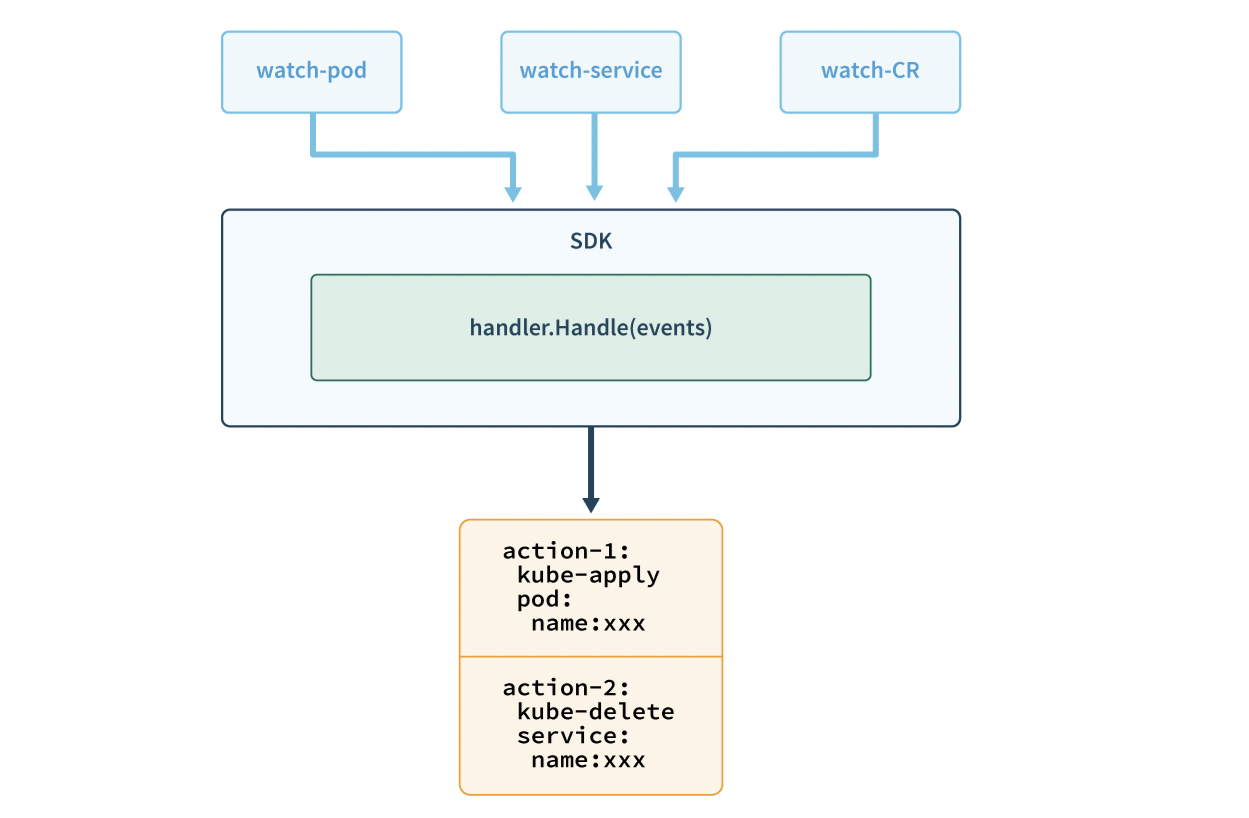 watch-pod
watch-service
watch-CR
SDK
handler.Handle(events)
action-1:
kube-apply
pod:
name:xxx
action-2:
kube-delete
service:
name:xxx